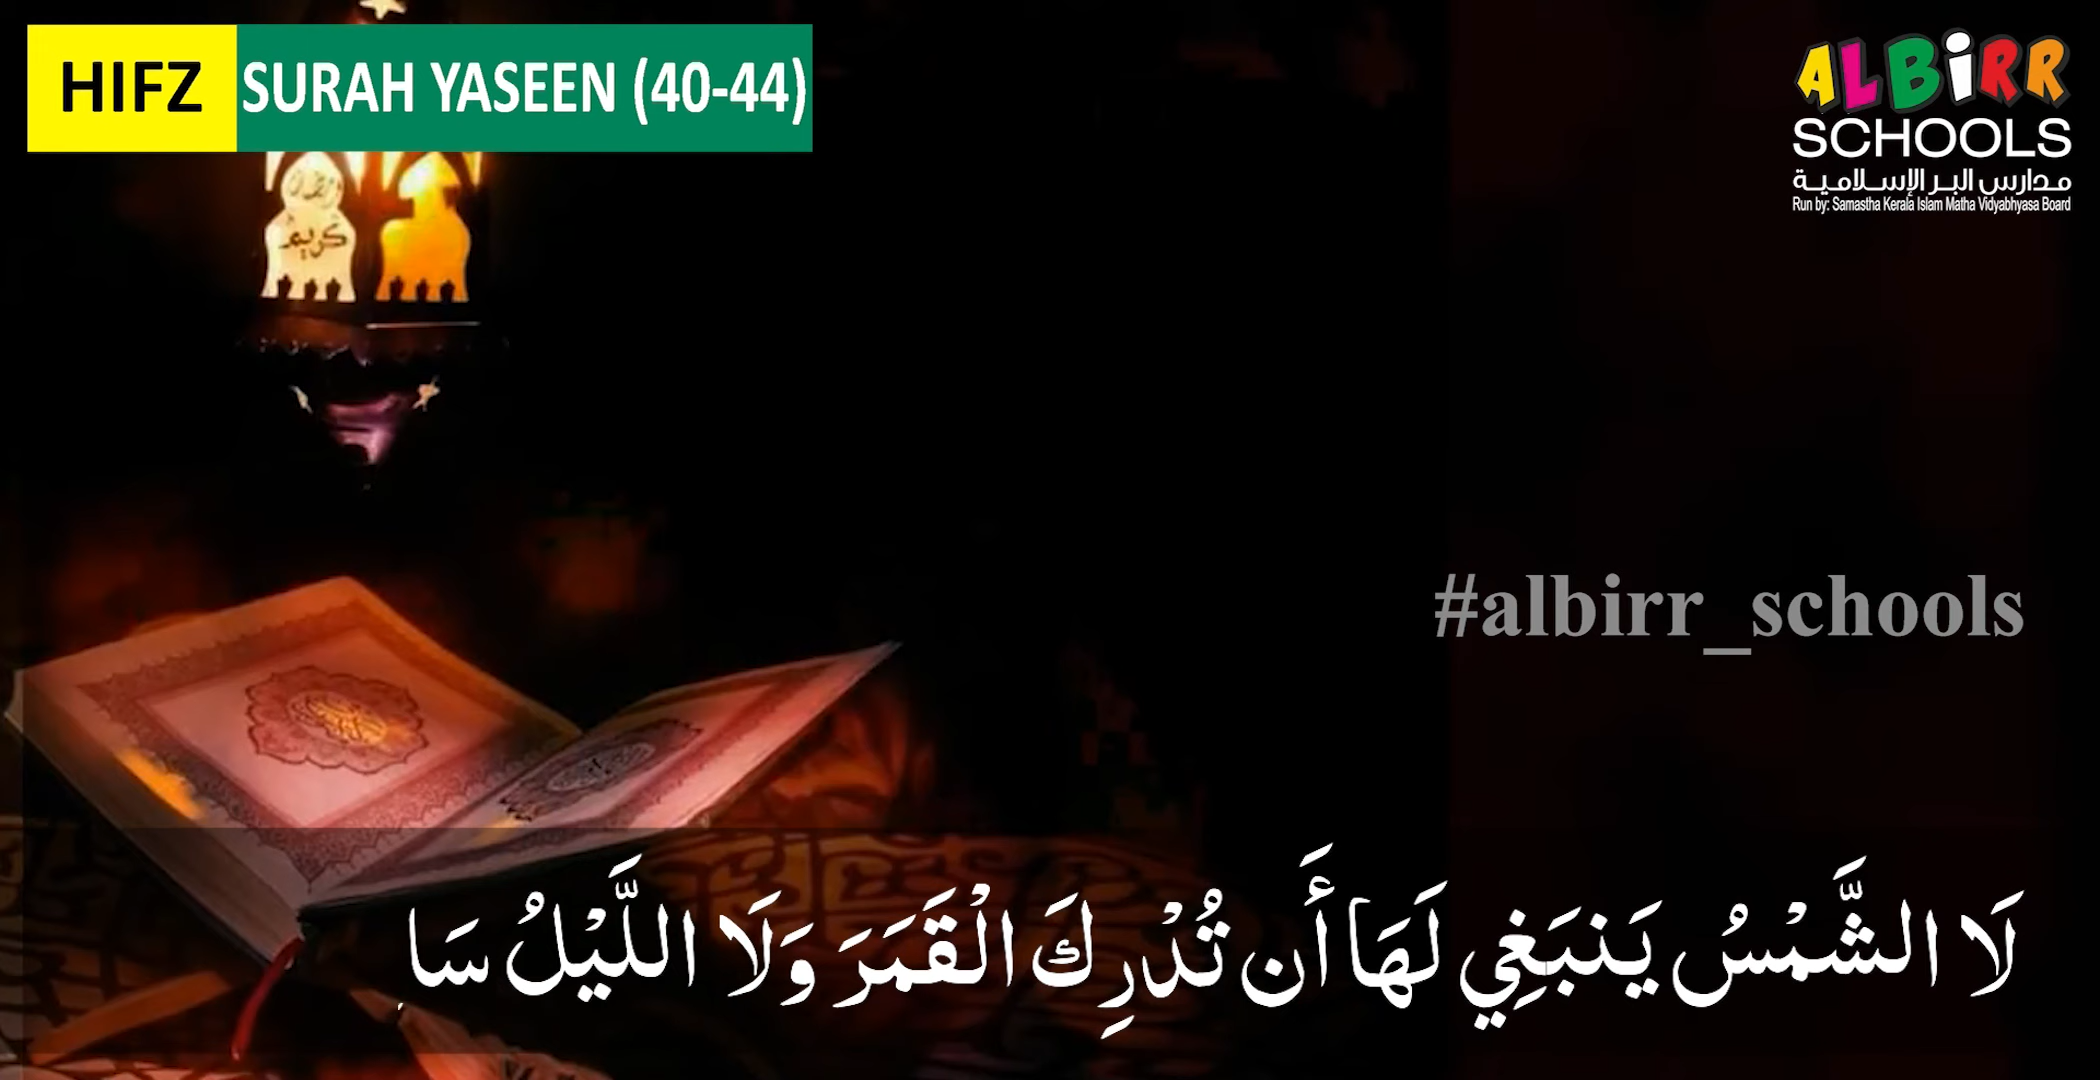 HIFZ SURAH YASEEN (40-44)
ALBiRR
SCHOOLS
مدارس البر الإسلامية
Run by: Samastha Kerala Islam Matha Vidyabhyasa Board
كريم
#albirr_schools
لَا الشَّمْسُ يَنبَغِي لَهَا أَن تُدْرِكَ الْقَمَرَ وَلَا اللَّيْلُ سَا